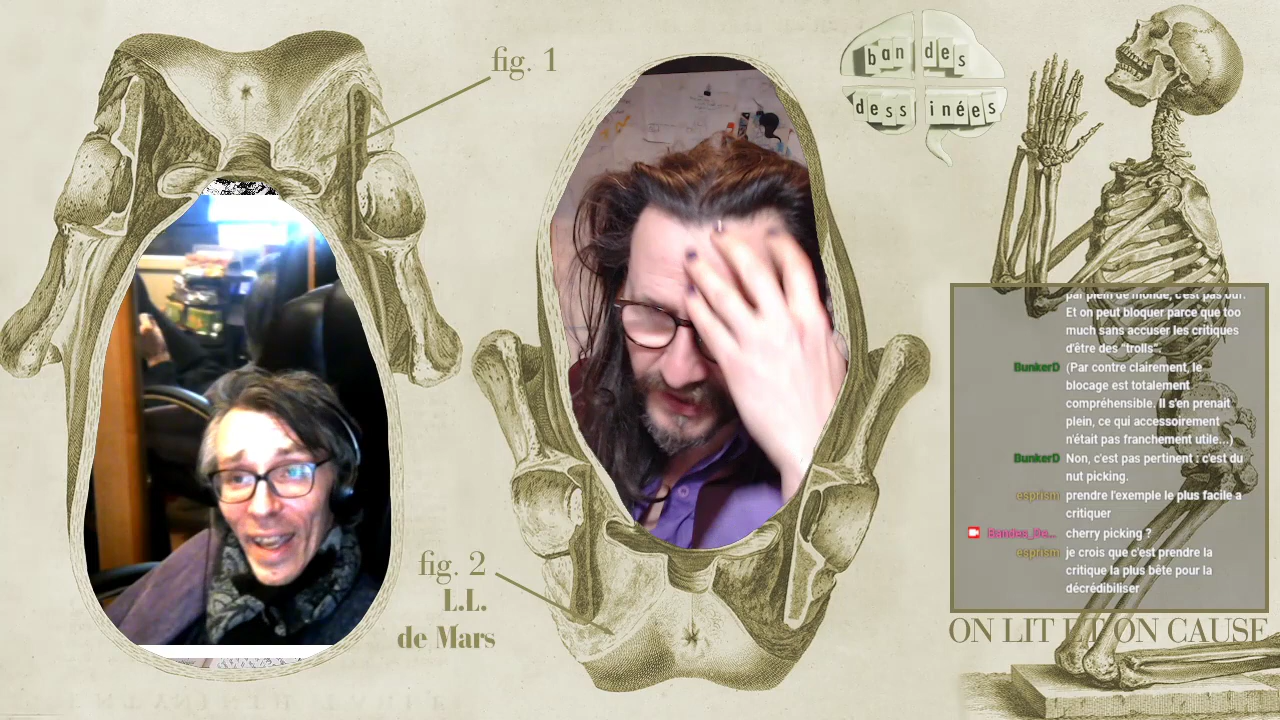 fig. 1
ban des
dess inées
par plein de monde, c'est pas ouf.
Et on peut bloquer parce que too
much sans accuser les critiques
d'être des "trolls".
BunkerD (Par contre clairement, le
blocage est totalement
compréhensible. Il s'en prenait
plein, ce qui accessoirement
n'était pas franchement utile...)
BunkerD Non, c'est pas pertinent : c'est du
nut picking.
esprism prendre l'exemple le plus facile a
critiquer
Bandes_De... cherry picking ?
esprism je crois que c'est prendre la
critique la plus bête pour la
décrédibiliser
fig. 2
L.L.
de Mars
ON LIT ET ON CAUSE